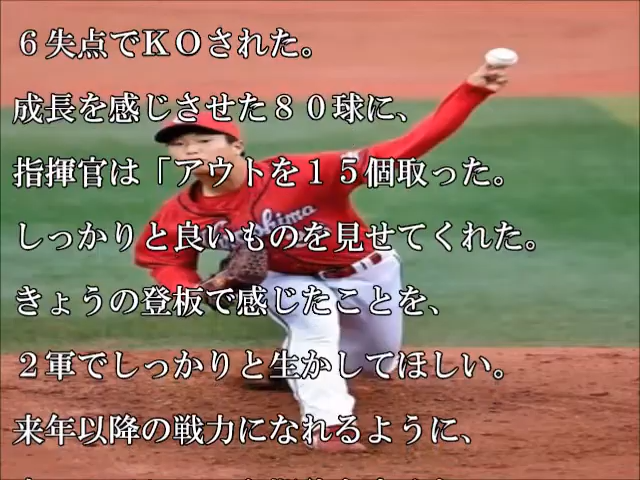 ６失点でＫＯされた。
成長を感じさせた８０球に、
指揮官は「アウトを１５個取った。
しっかりと良いものを見せてくれた。
きょうの登板で感じたことを、
２軍でしっかりと生かしてほしい。
来年以降の戦力になれるように、